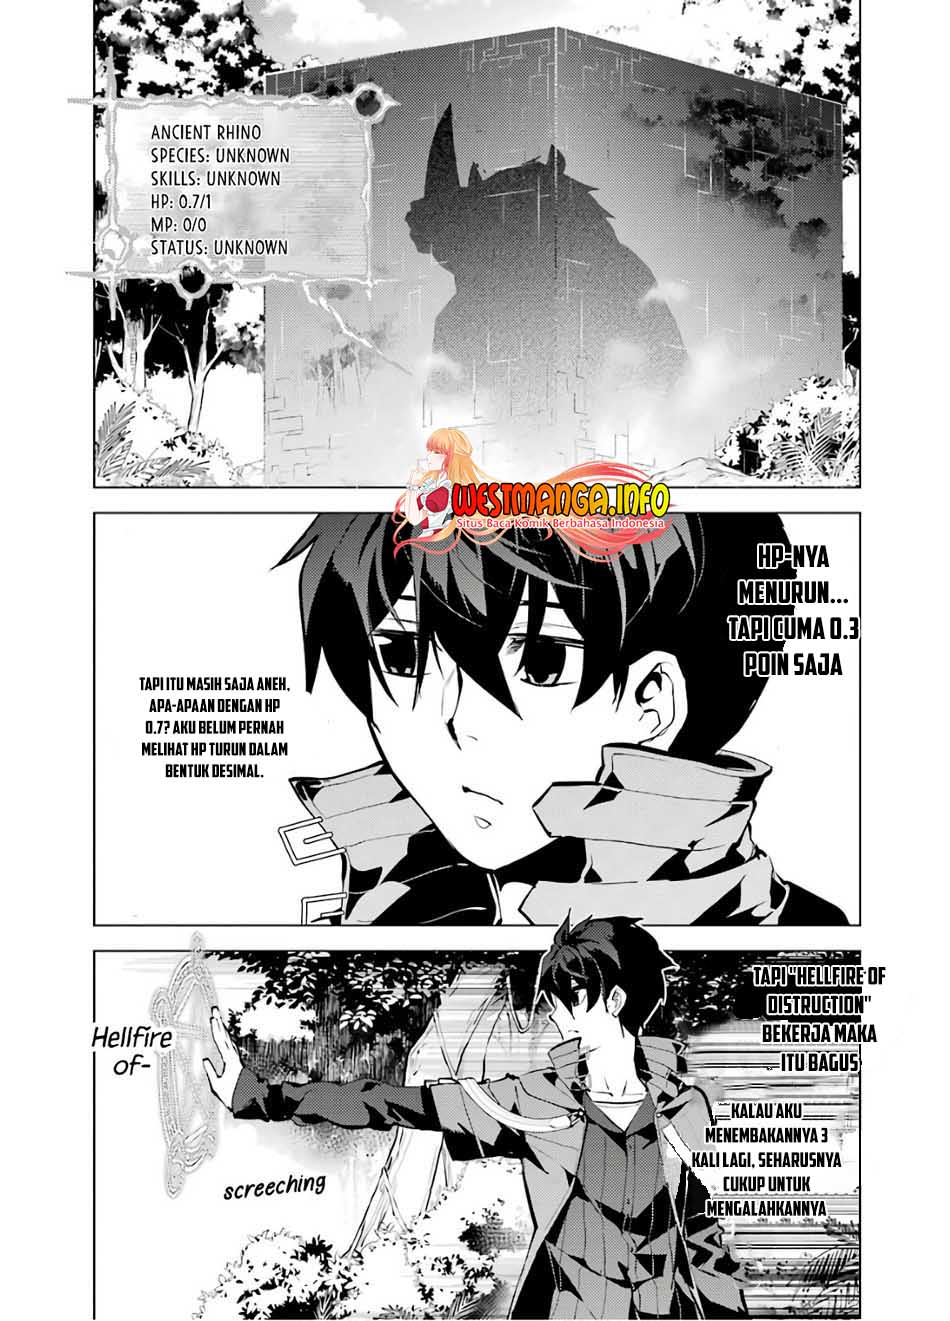 ANCIENT RHINO
SPECIES: UNKNOWN
SKILLS: UNKNOWN
HP: 0.7/1
MP: 0/0
STATUS: UNKNOWN
WESTMANGA.INFO
Situs Baca Komik Berbahasa Indonesia
HP-NYA
MENURUN...
TAPI CUMA 0.3
POIN SAJA
TAPI ITU MASIH SAJA ANEH,
APA-APAAN DENGAN HP
0.7? AKU BELUM PERNAH
MELIHAT HP TURUN DALAM
BENTUK DESIMAL.
TAPI "HELLFIRE OF
DISTRUCTION"
BEKERJA MAKA
ITU BAGUS
Hellfire
of-
KALAU AKU
MENEMBAKANNYA 3
KALI LAGI, SEHARUSNYA
CUKUP UNTUK
MENGALAHKANNYA
screeching